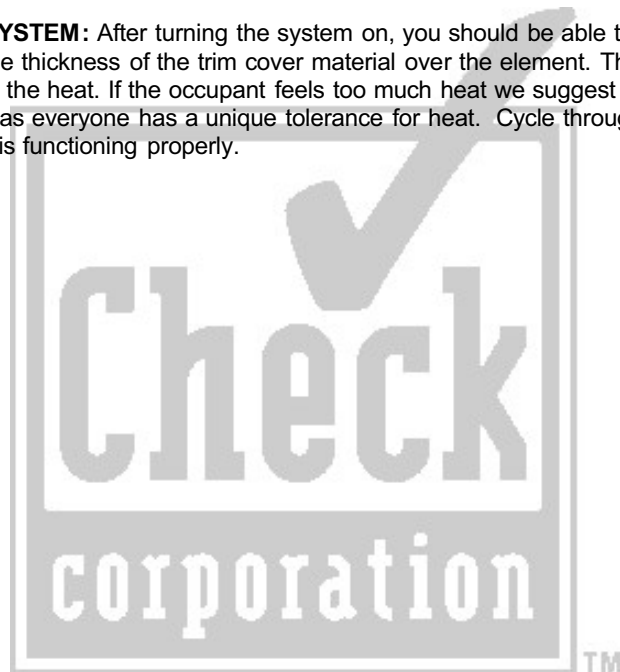 YSTEM: After turning the system on, you should be able t
e thickness of the trim cover material over the element. Th
the heat. If the occupant feels too much heat we suggest
as everyone has a unique tolerance for heat. Cycle throug
is functioning properly.
Check
corporation
TM